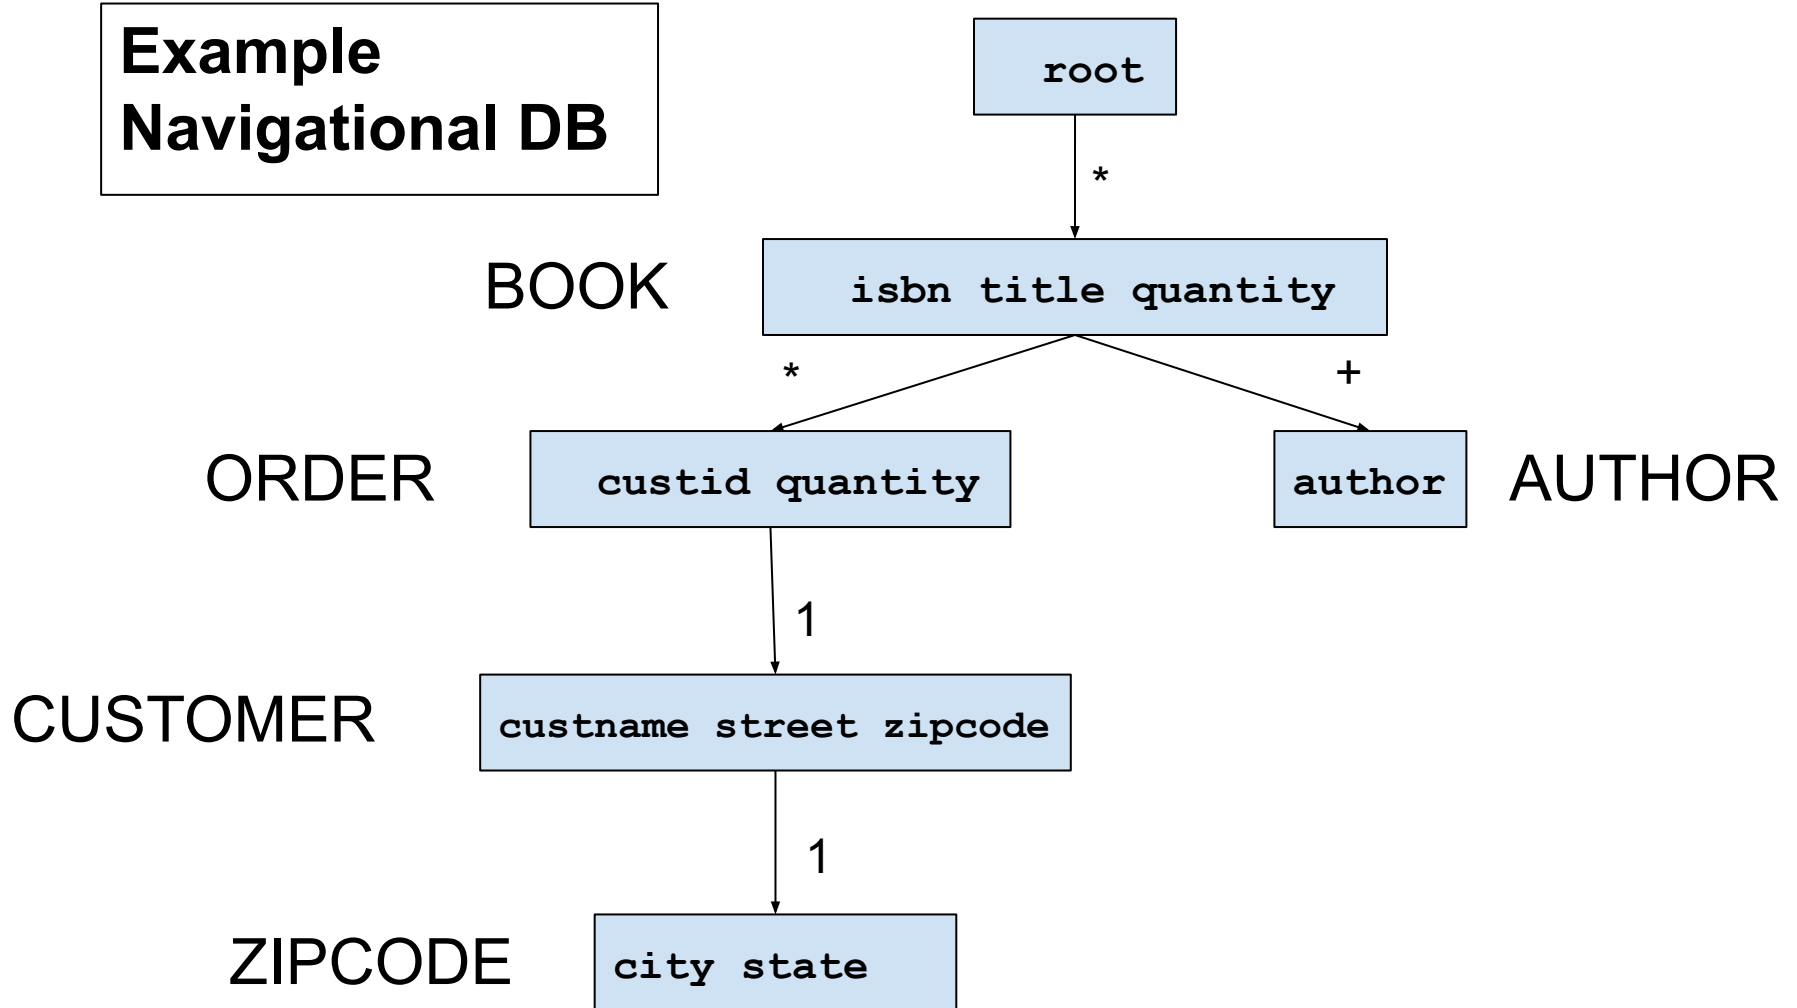 Example
Navigational DB
root
*
BOOK
isbn title quantity
*
+
ORDER
custid quantity
author
AUTHOR
1
CUSTOMER
custname street zipcode
1
ZIPCODE
city state